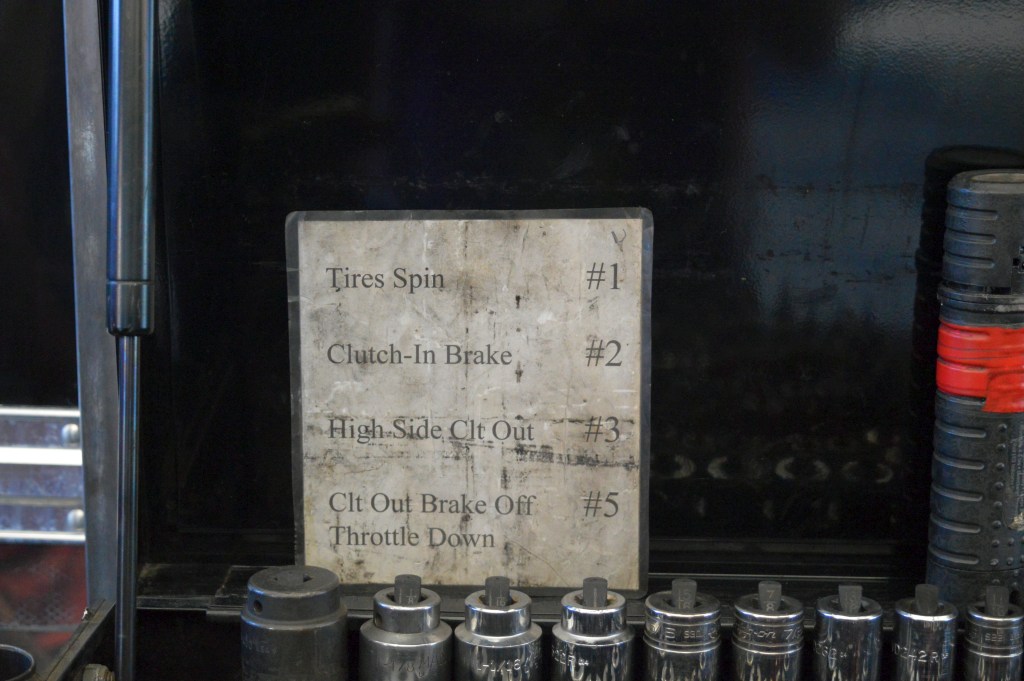 Tires Spin #1
Clutch-In Brake #2
High Side Clt Out #3
Clt Out Brake Off #5
Throttle Down